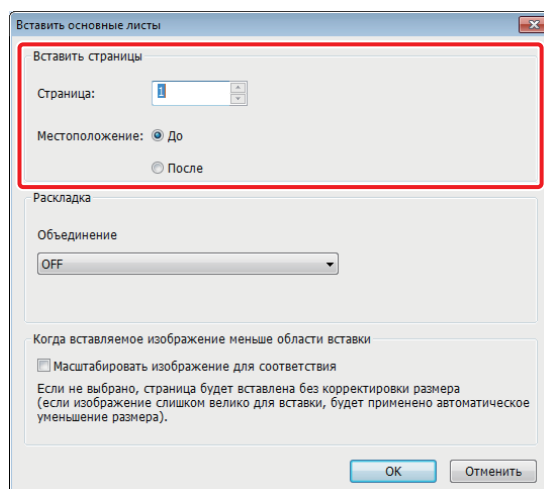 Вставить основные листы
Вставить страницы
Страница: 1
Местоположение: До
После
Раскладка
Объединение
OFF
Когда вставляемое изображение меньше области вставки
Масштабировать изображение для соответствия
Если не выбрано, страница будет вставлена без корректировки размера
(если изображение слишком велико для вставки, будет применено автоматическое
уменьшение размера).
OK Отменить